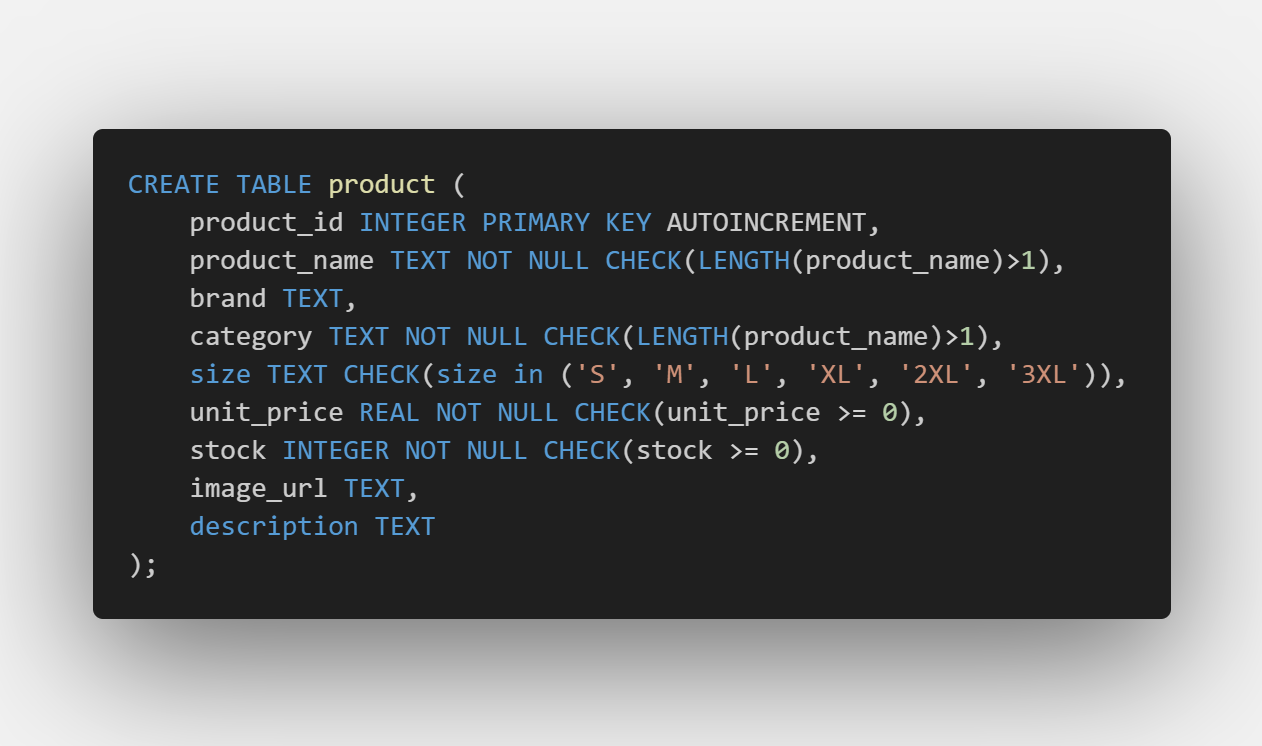 CREATE TABLE product (
    product_id INTEGER PRIMARY KEY AUTOINCREMENT,
    product_name TEXT NOT NULL CHECK(LENGTH(product_name)>1),
    brand TEXT,
    category TEXT NOT NULL CHECK(LENGTH(product_name)>1),
    size TEXT CHECK(size in ('S', 'M', 'L', 'XL', '2XL', '3XL')),
    unit_price REAL NOT NULL CHECK(unit_price >= 0),
    stock INTEGER NOT NULL CHECK(stock >= 0),
    image_url TEXT,
    description TEXT
);